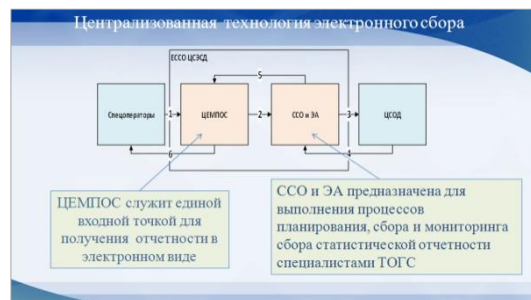 Централизованная технология электронного сбора
ЕССО ЦСЭСД
5
Спецоператоры
1
ЦЕМПОС
2
ССО и ЭА
3
ЦСОД
6
4
ЦЕМПОС служит единой
входной точкой для
получения отчетности в
электронном виде
ССО и ЭА предназначена для
выполнения процессов
планирования, сбора и мониторинга
сбора статистической отчетности
специалистами ТОГС